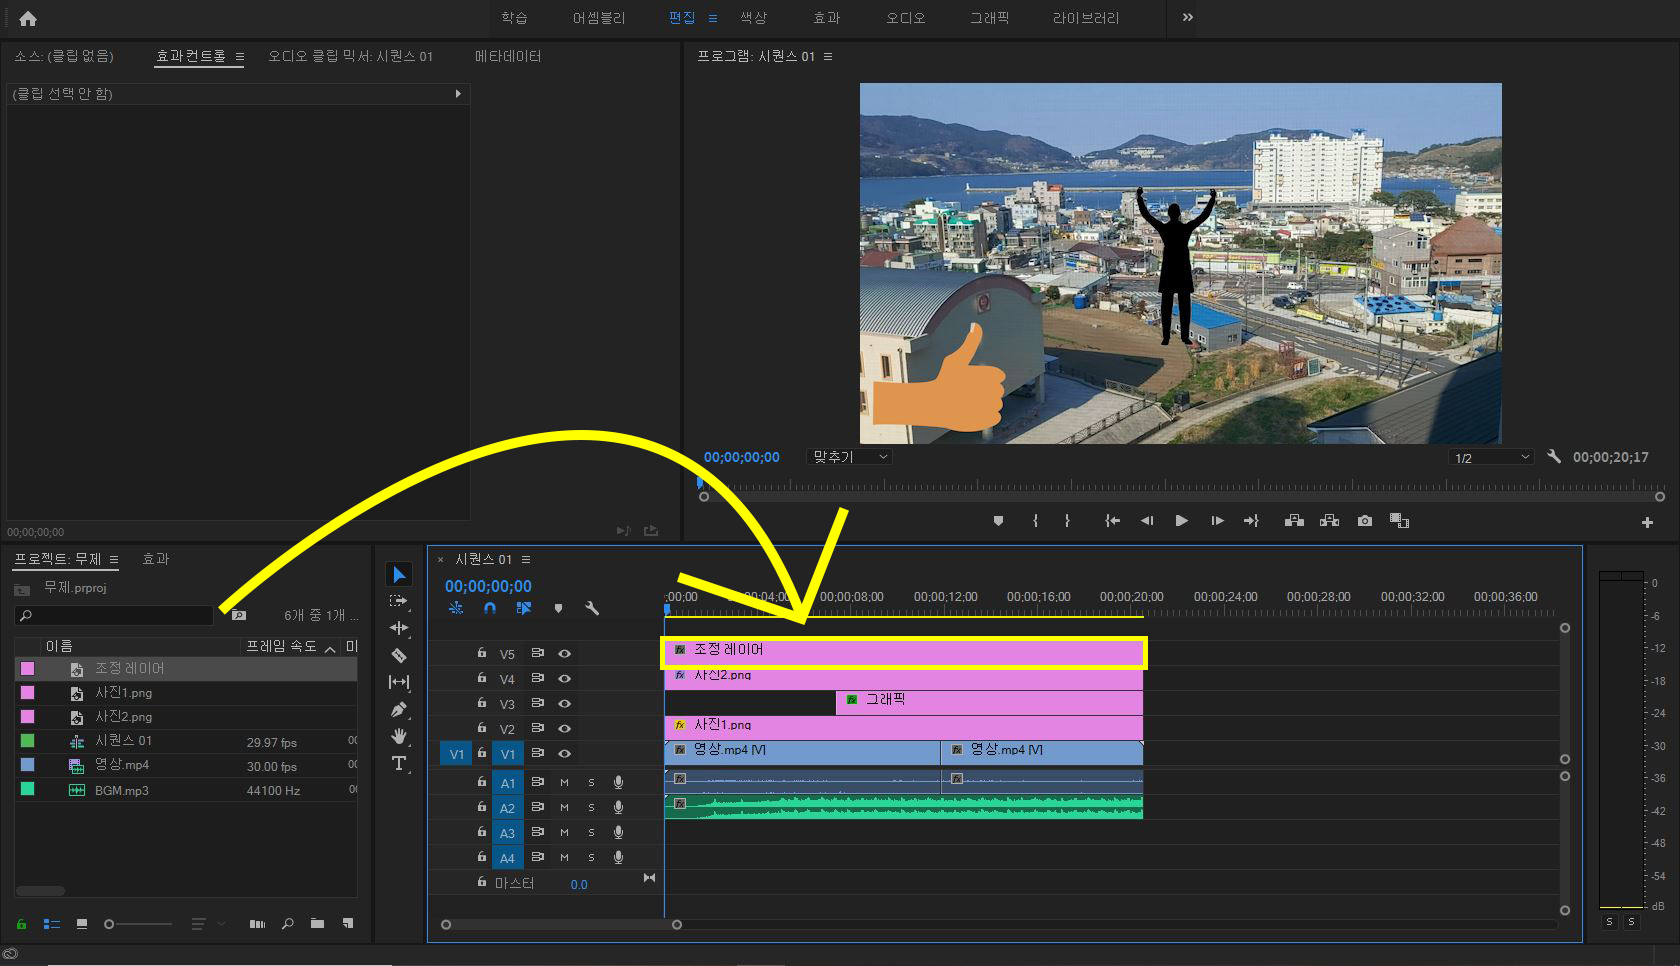 학습 어셈블리 편집 색상 효과 오디오 그래픽 라이브러리
소스: (클립 없음) 효과 컨트롤 오디오 클립 믹서: 시퀀스 01 메타데이터
(클립 선택 안 함)
00;00;00;00
프로그램: 시퀀스 01
00;00;00;00 맞추기 1/2 00;00;20;17
프로젝트: 무제 효과
무제.prproj
6개 중 1개 ...
이름 프레임 속도
조정 레이어
사진1.png
사진2.png
시퀀스 01 29.97 fps 00
영상.mp4 30.00 fps 00
BGM.mp3 44100 Hz 00
T
시퀀스 01
00;00;00;00
;00;00 00;00;08;00 00;00;12;00 00;00;16;00 00;00;20;00 00;00;24;00 00;00;28;00 00;00;32;00 00;00;36;00
V5 fx 조정 레이어
V4 fx 사진2.png
V3 fx 그래픽
V2 fx 사진1.png
V1 V1 fx 영상.mp4 [V] fx 영상.mp4 [V]
A1 M S fx fx
A2 M S fx
A3 M S
A4 M S
마스터 0.0
0
-6
-12
-18
-24
-30
-36
-42
-48
-54
dB
S S